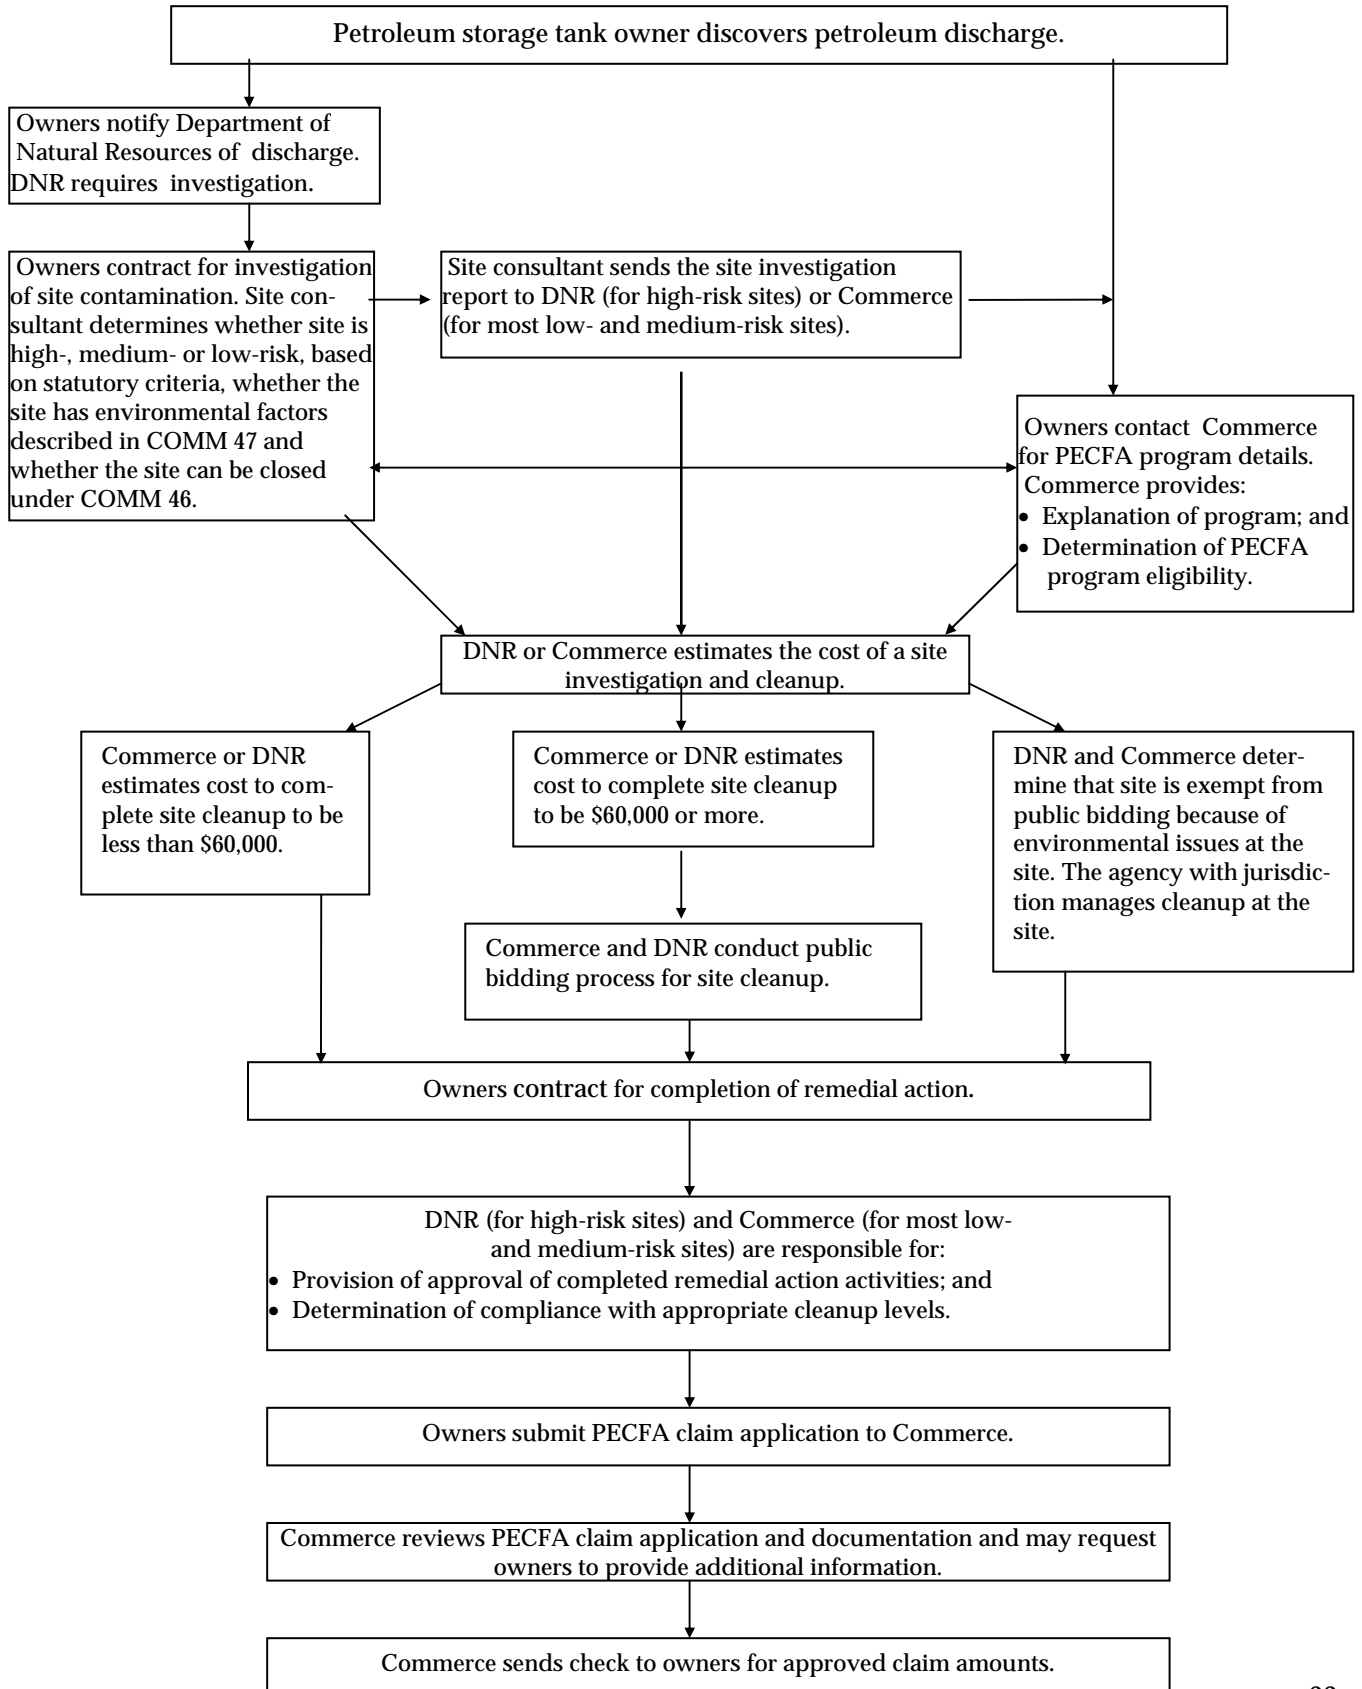 Petroleum storage tank owner discovers petroleum discharge.
Owners notify Department of
Natural Resources of discharge.
DNR requires investigation.
Owners contract for investigation
of site contamination. Site con-
sultant determines whether site is
high-, medium- or low-risk, based
on statutory criteria, whether the
site has environmental factors
described in COMM 47 and
whether the site can be closed
under COMM 46.
Site consultant sends the site investigation
report to DNR (for high-risk sites) or Commerce
(for most low- and medium-risk sites).
Owners contact Commerce
for PECFA program details.
Commerce provides:
• Explanation of program; and
• Determination of PECFA
program eligibility.
DNR or Commerce estimates the cost of a site
investigation and cleanup.
Commerce or DNR
estimates cost to com-
plete site cleanup to be
less than $60,000.
Commerce or DNR estimates
cost to complete site cleanup
to be $60,000 or more.
DNR and Commerce deter-
mine that site is exempt from
public bidding because of
environmental issues at the
site. The agency with jurisdic-
tion manages cleanup at the
site.
Commerce and DNR conduct public
bidding process for site cleanup.
Owners contract for completion of remedial action.
DNR (for high-risk sites) and Commerce (for most low-
and medium-risk sites) are responsible for:
• Provision of approval of completed remedial action activities; and
• Determination of compliance with appropriate cleanup levels.
Owners submit PECFA claim application to Commerce.
Commerce reviews PECFA claim application and documentation and may request
owners to provide additional information.
Commerce sends check to owners for approved claim amounts.